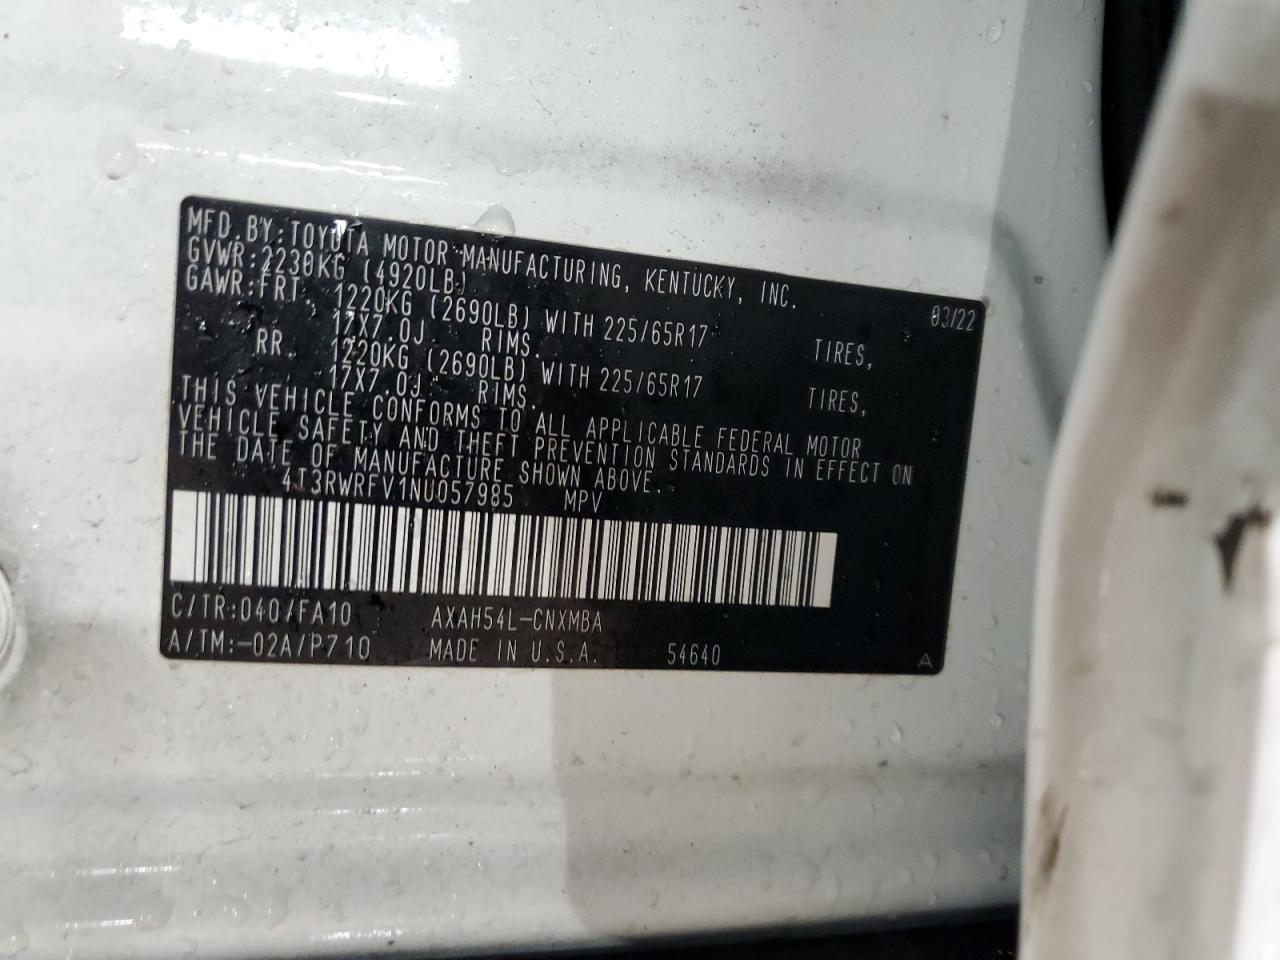 MFD. BY: TOYOTA MOTOR MANUFACTURING, KENTUCKY, INC. 03/22
GVWR: 2230KG (4920LB)
GAWR: FRT. 1220KG (2690LB) WITH 225/65R17 TIRES,
17X7.0J RIMS.
RR. 1220KG (2690LB) WITH 225/65R17 TIRES,
17X7.0J RIMS.
THIS VEHICLE CONFORMS TO ALL APPLICABLE FEDERAL MOTOR
VEHICLE SAFETY AND THEFT PREVENTION STANDARDS IN EFFECT ON
THE DATE OF MANUFACTURE SHOWN ABOVE.
4T3RWRFV1NU057985 MPV
C/TR: 040/FA10 AXAH54L-CNXMBA
A/TM: -02A/P710 MADE IN U.S.A. 54640 A